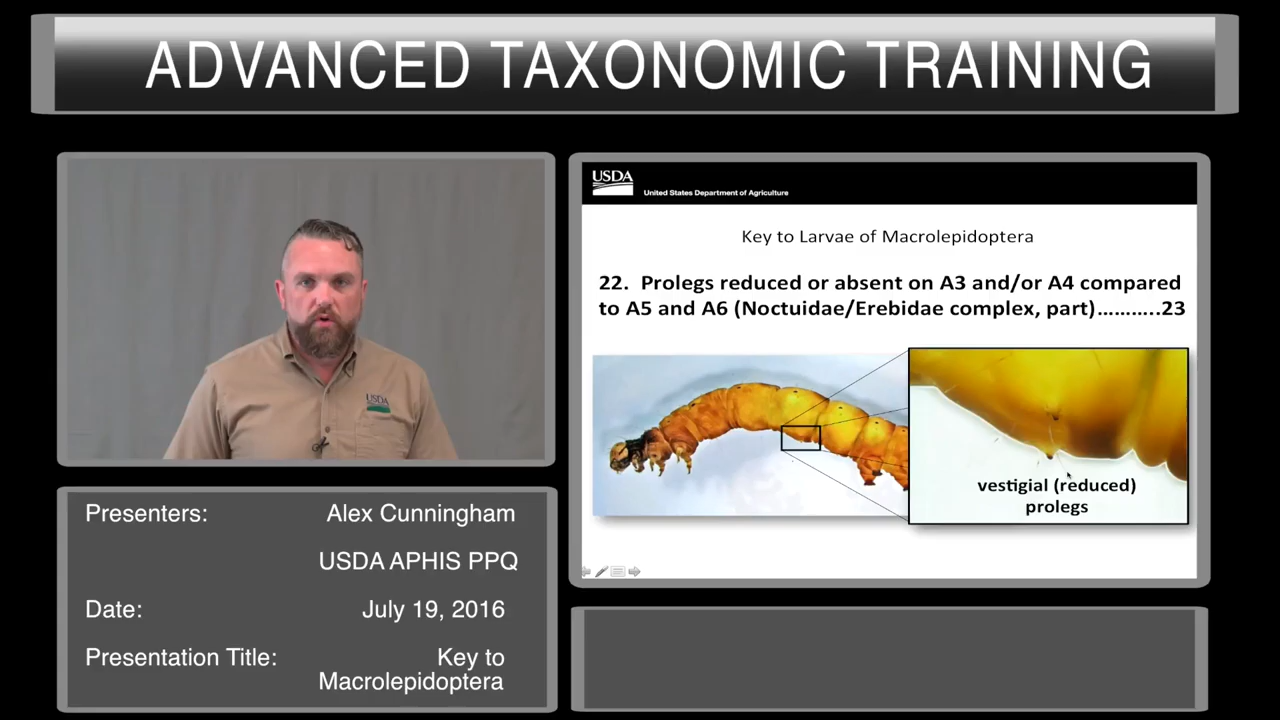 ADVANCED TAXONOMIC TRAINING
USDA
USDA
United States Department of Agriculture
Key to Larvae of Macrolepidoptera
22. Prolegs reduced or absent on A3 and/or A4 compared
to A5 and A6 (Noctuidae/Erebidae complex, part)...........23
vestigial (reduced)
prolegs
Presenters: Alex Cunningham
USDA APHIS PPQ
Date: July 19, 2016
Presentation Title: Key to
Macrolepidoptera